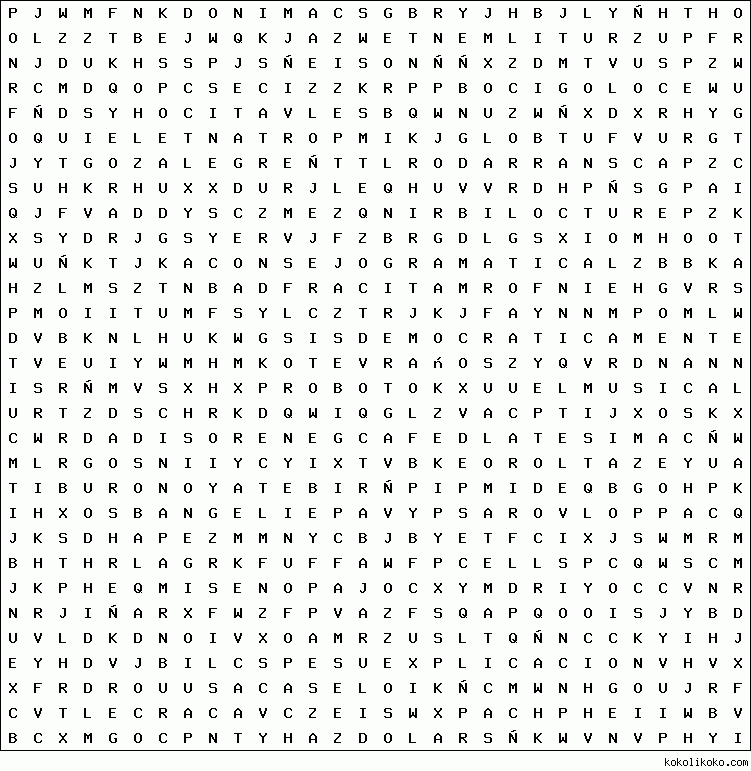 P J W M F N K D O N I M A C S G B R Y J H B J L Y Ñ H T H O
O L Z Z T B E J W Q K J A Z W E T N E M L I T U R Z U P F R
N J D U K H S S P J S Ñ E I S O N Ñ Ñ X Z D M T V U S P Z W
R C M D Q O P C S E C I Z Z K R P P B O C I G O L O C E W U
F Ñ D S Y H O C I T A V L E S B Q W N U Z W Ñ X D X R H Y G
O Q U I E L E T N A T R O P M I K J G L O B T U F V U R G T
J Y T G O Z A L E G R E Ñ T T L R O D A R R A N S C A P Z C
S U H K R H U X X D U R J L E Q H U V V R D H P Ñ S G P A I
Q J F V A D D Y S C Z M E Z Q N I R B I L O C T U R E P Z K
X S Y D R J G S Y E R V J F Z B R G D L G S X I O M H O O T
W U Ñ K T J K A C O N S E J O G R A M A T I C A L Z B B K A
H Z L M S Z T N B A D F R A C I T A M R O F N I E H G V R S
P M O I I T U M F S Y L C Z T R J K J F A Y N N M P O M L W
D V B K N L H U K W G S I S D E M O C R A T I C A M E N T E
T V E U I Y W M H M K O T E V R A ń O S Z Y Q V R D N A N N
I S R Ñ M V S X H X P R O B O T O K X U U E L M U S I C A L
U R T Z D S C H R K D Q W I Q G L Z V A C P T I J X O S K X
C W R D A D I S O R E N E G C A F E D L A T E S I M A C Ñ W
M L R G O S N I I Y C Y I X T V B K E O R O L T A Z E Y U A
T I B U R O N O Y A T E B I R Ñ P I P M I D E Q B G O H P K
I H X O S B A N G E L I E P A V Y P S A R O V L O P P A C Q
J K S D H A P E Z M M N Y C B J B Y E T F C I X J S W M R M
B H T H R L A G R K F U F F A W F P C E L L S P C Q W S C M
J K P H E Q M I S E N O P A J O C X Y M D R I Y O C C V N R
N R J I Ñ A R X F W Z F P V A Z F S Q A P Q O O I S J Y B D
U V L D K D N O I V X O A M R Z U S L T Q Ñ N C C K Y I H J
E Y H D V J B I L C S P E S U E X P L I C A C I O N V H V X
X F R D R O U U S A C A S E L O I K Ñ C M W N H G O U J R F
C V T L E C R A C A V C Z E I S W X P A C H P H E I I W B V
B C X M G O C P N T Y H A Z D O L A R S Ñ K W V N V P H Y I
kokolikoko.com